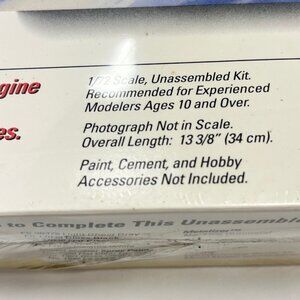 gine
es.
1/72 Scale, Unassembled Kit.
Recommended for Experienced
Modelers Ages 10 and Over.
Photograph Not in Scale.
Overall Length: 13 3/8" (34 cm).
Paint, Cement, and Hobby
Accessories Not Included.
to Complete This Unassembl